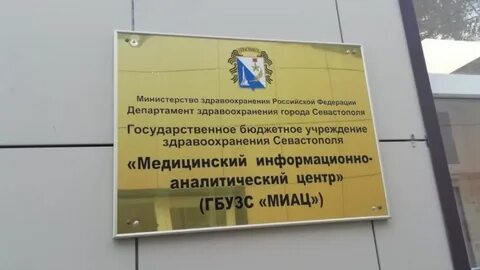 Министерство здравоохранения Российской Федерации
Департамент здравоохранения города Севастополя
Государственное бюджетное учреждение
здравоохранения Севастополя
«Медицинский информационно-
аналитический центр»
(ГБУЗС «МИАЦ»)